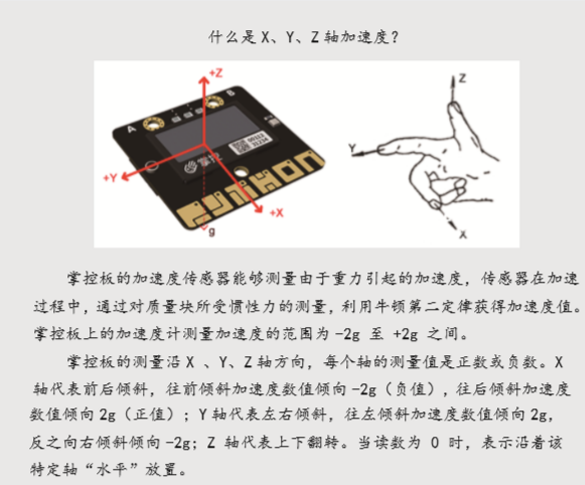 什么是 X、Y、Z 轴加速度？
+Z
A
B
+Y
+X
g
Z
Y
X
掌控板的加速度传感器能够测量由于重力引起的加速度，传感器在加速
过程中，通过对质量块所受惯性力的测量，利用牛顿第二定律获得加速度值。
掌控板上的加速度计测量加速度的范围为 -2g 至 +2g 之间。
掌控板的测量沿 X 、Y、Z 轴方向，每个轴的测量值是正数或负数。X
轴代表前后倾斜，往前倾斜加速度数值倾向 -2g（负值），往后倾斜加速度
数值倾向 2g（正值）；Y 轴代表左右倾斜，往左倾斜加速度数值倾向 2g，
反之向右倾斜倾向 -2g；Z 轴代表上下翻转。当读数为 0 时，表示沿着该
特定轴“水平”放置。